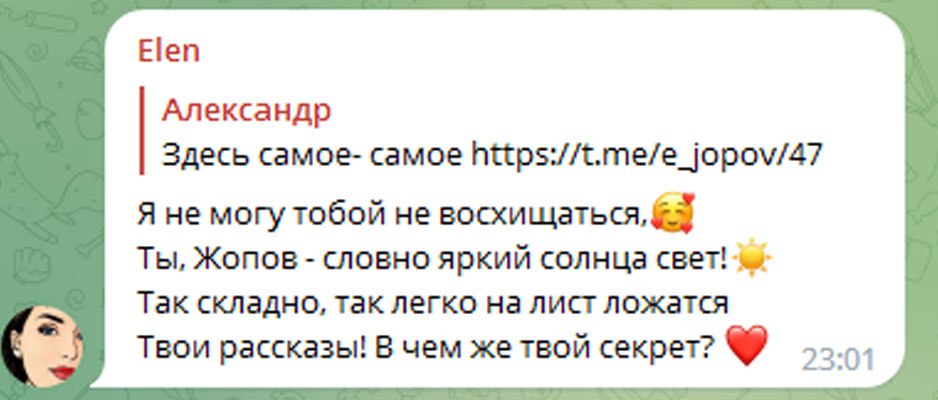 Elen
Александр
Здесь самое- самое https://t.me/e_jopov/47
Я не могу тобой не восхищаться,🥰
Ты, Жопов - словно яркий солнца свет!☀️
Так складно, так легко на лист ложатся
Твои рассказы! В чем же твой секрет? ❤️
23:01